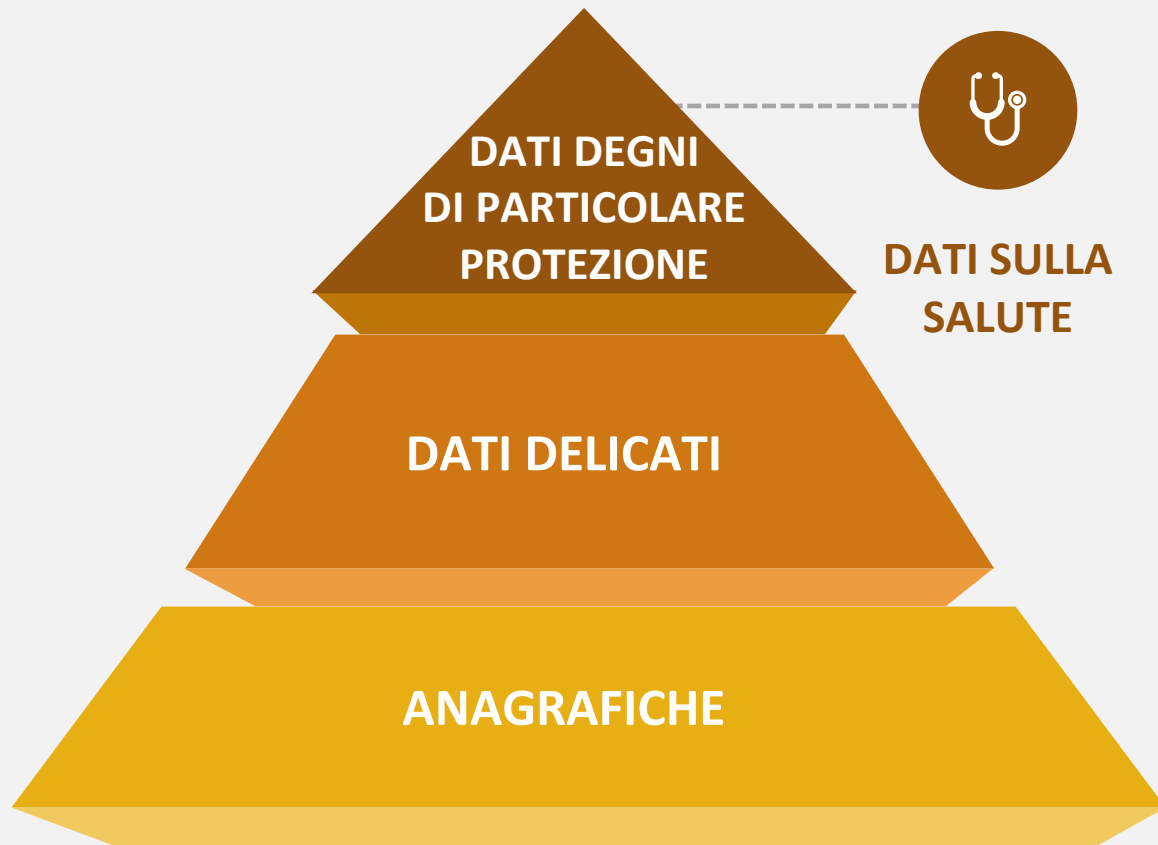 DATI DEGNI
DI PARTICOLARE
PROTEZIONE
DATI SULLA
SALUTE
DATI DELICATI
ANAGRAFICHE